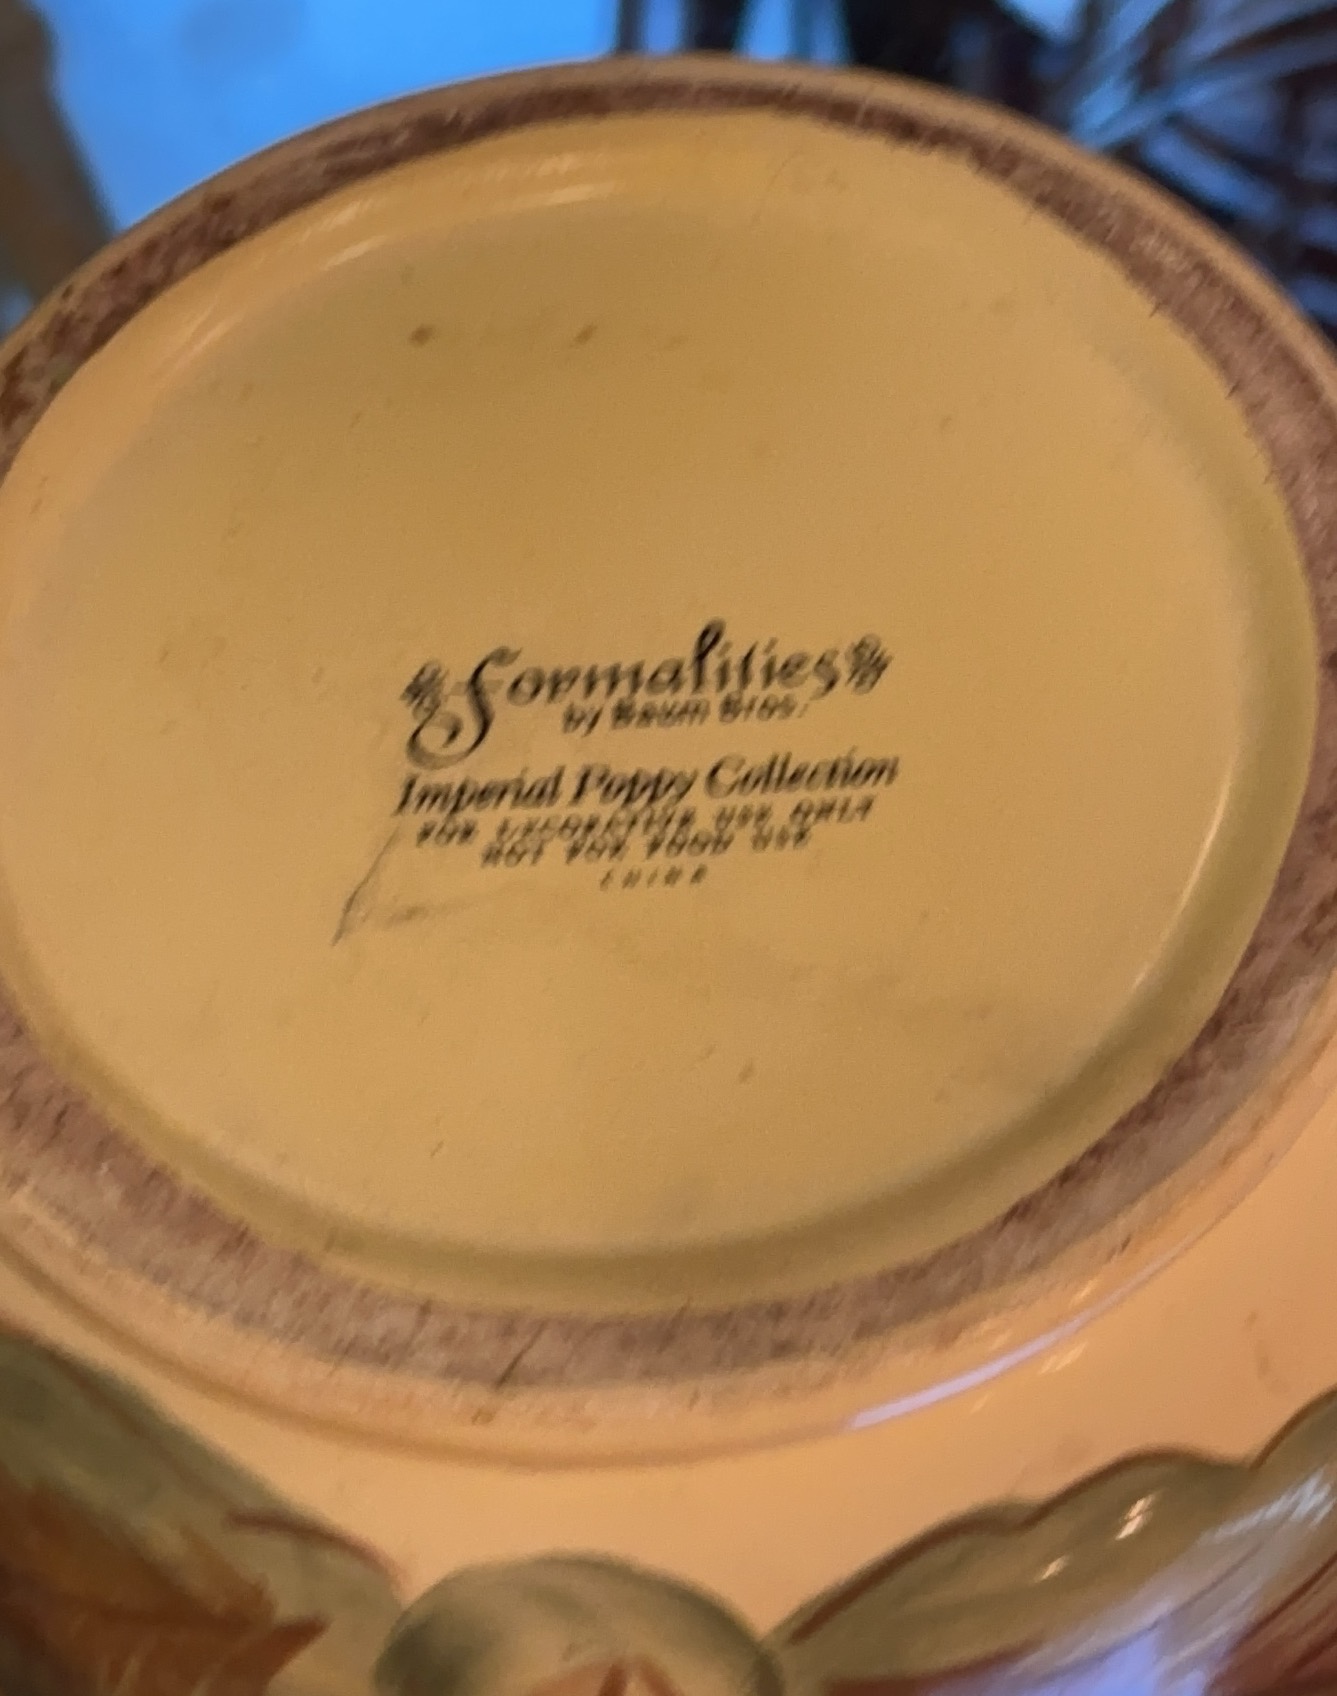 Formalities
by Baum Bros.
Imperial Poppy Collection
FOR DECORATIVE USE ONLY
NOT FOR FOOD USE
CHINA